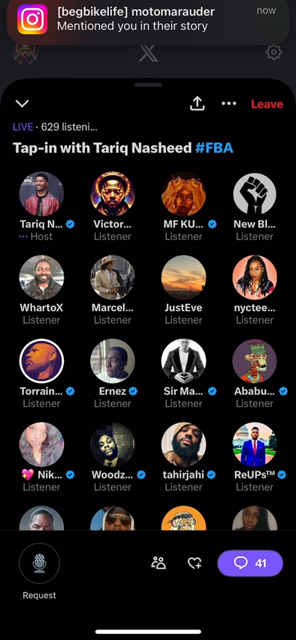 [begbikelife] motomarauder
now
Mentioned you in their story
Leave
LIVE · 629 listeni...
Tap-in with Tariq Nasheed #FBA
Tariq N...
Victor...
MF KU...
New Bl...
Host
Listener
Listener
Listener
WhartoX
Marcel...
JustEve
nyctee...
Listener
Listener
Listener
Listener
Torrain...
Ernez
Sir Ma...
Ababu...
Listener
Listener
Listener
Listener
💖 Nik...
Woodz...
tahirjahi
ReUPs™
Listener
Listener
Listener
Listener
41
Request